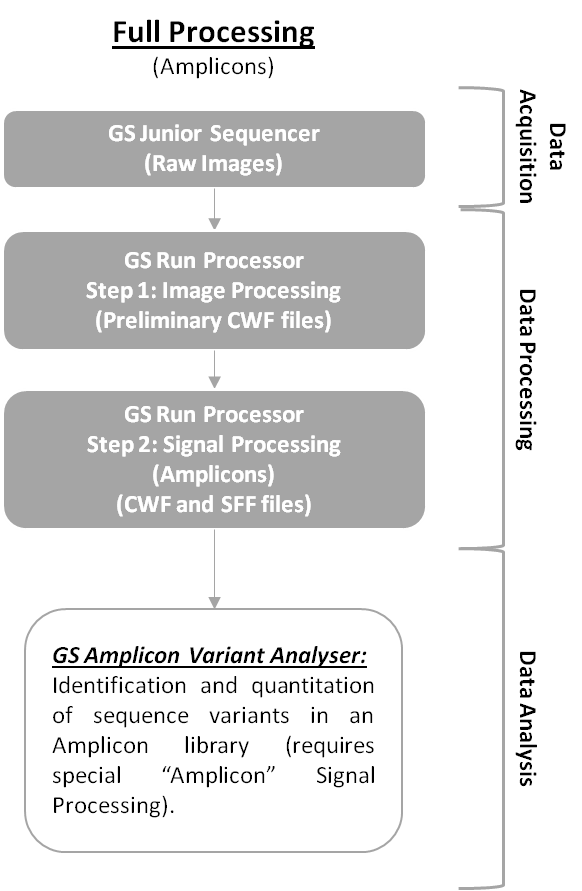 Full Processing
(Amplicons)
GS Junior Sequencer
(Raw Images)
Data
Acquisition
GS Run Processor
Step 1: Image Processing
(Preliminary CWF files)
GS Run Processor
Step 2: Signal Processing
(Amplicons)
(CWF and SFF files)
Data Processing
GS Amplicon Variant Analyser:
Identification and quantitation
of sequence variants in an
Amplicon library (requires
special “Amplicon” Signal
Processing).
Data Analysis